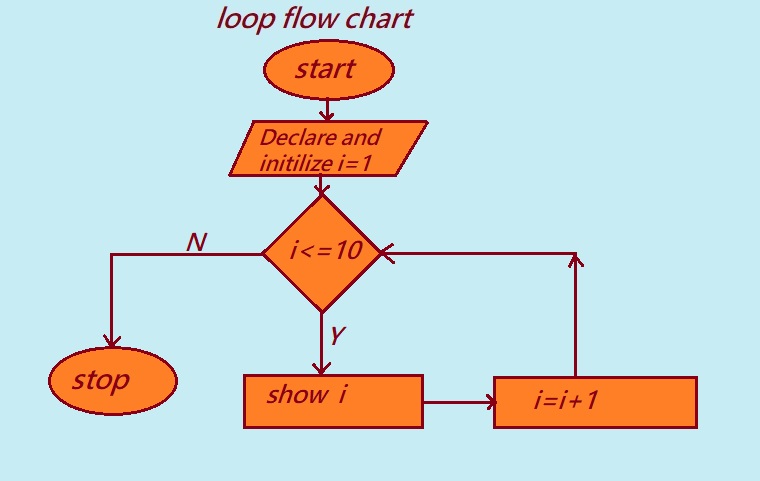 loop flow chart
start
Declare and
initilize i=1
i<=10
N
Y
stop
show i
i=i+1